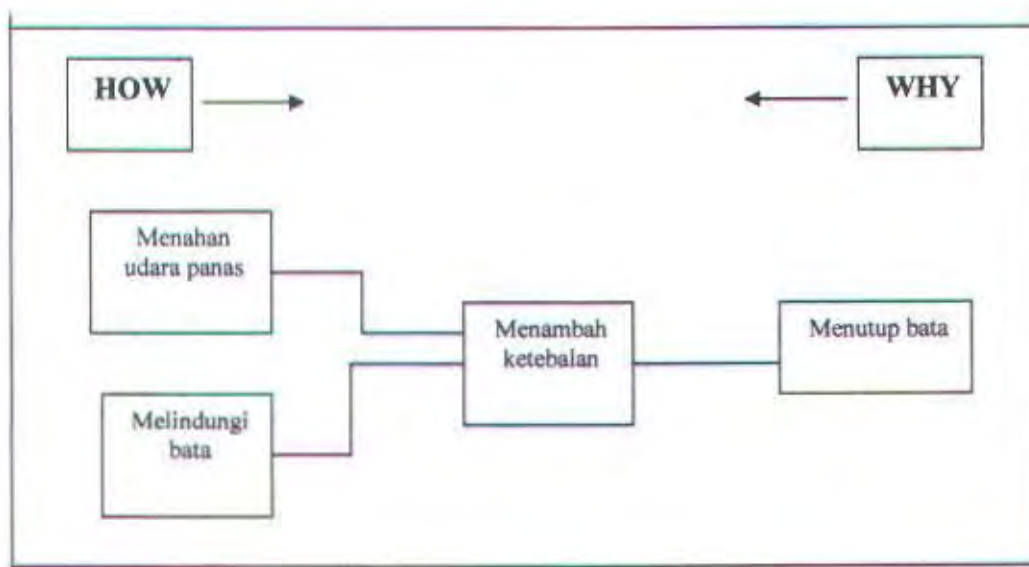 HOW
WHY
Menahan
udara panas
Menambah
ketebalan
Menutup bata
Melindungi
bata